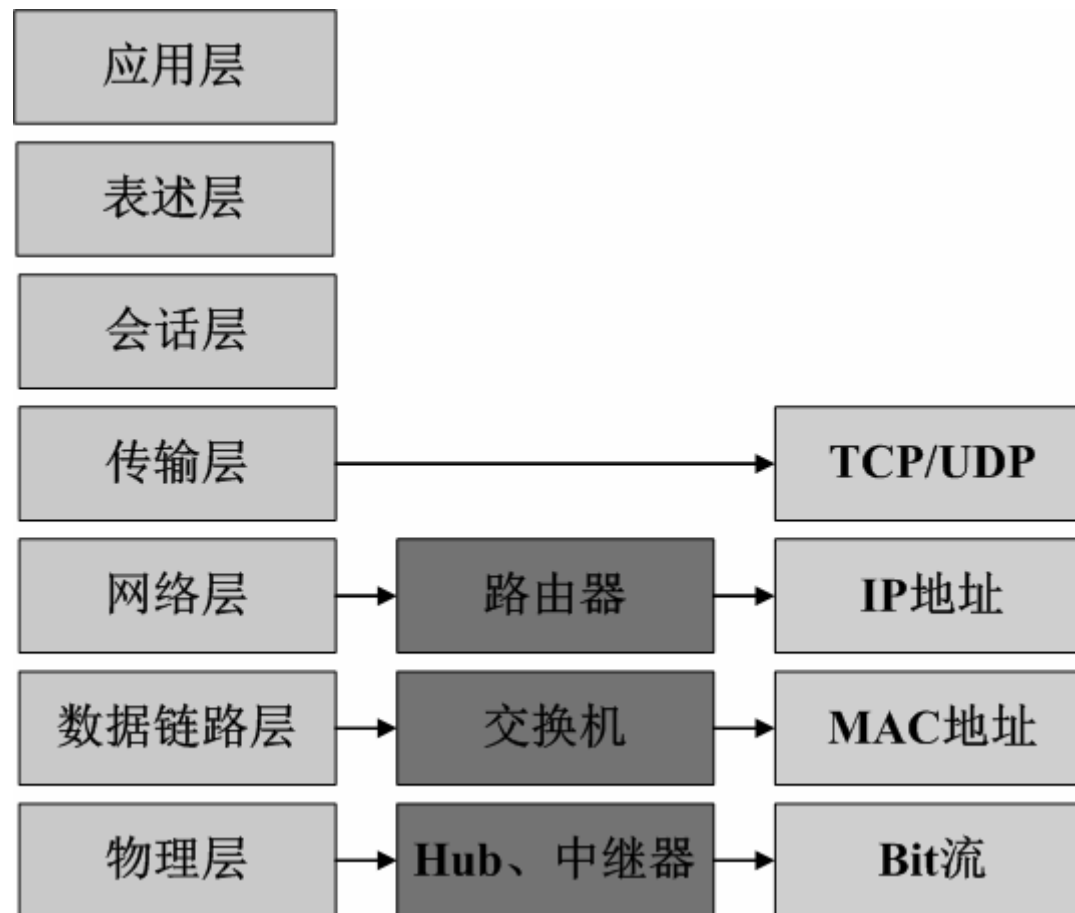 应用层
表述层
会话层
传输层 TCP/UDP
网络层 路由器 IP地址
数据链路层 交换机 MAC地址
物理层 Hub、中继器 Bit流